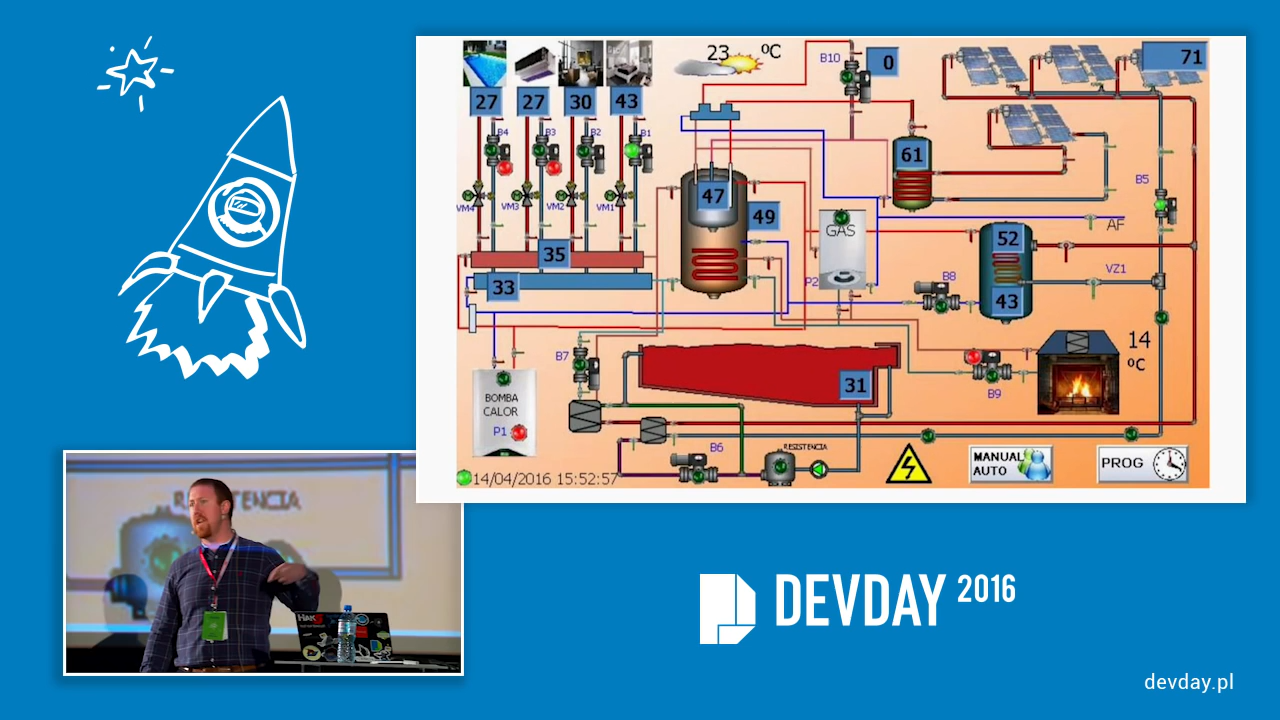 23 ºC
B10
0
71
27 27 30 43
B4 B3 B2 B1
61
B5
47
VM4 VM3 VM2 VM1
49
AF
GAS
52
35
VZ1
33
P2
B8
43
14
ºC
B7
31
B9
BOMBA
CALOR
P1
B6
RESISTENCIA
MANUAL
AUTO
PROG
14/04/2016 15:52:57
RESISTENCIA
HAK5
DEVDAY 2016
devday.pl